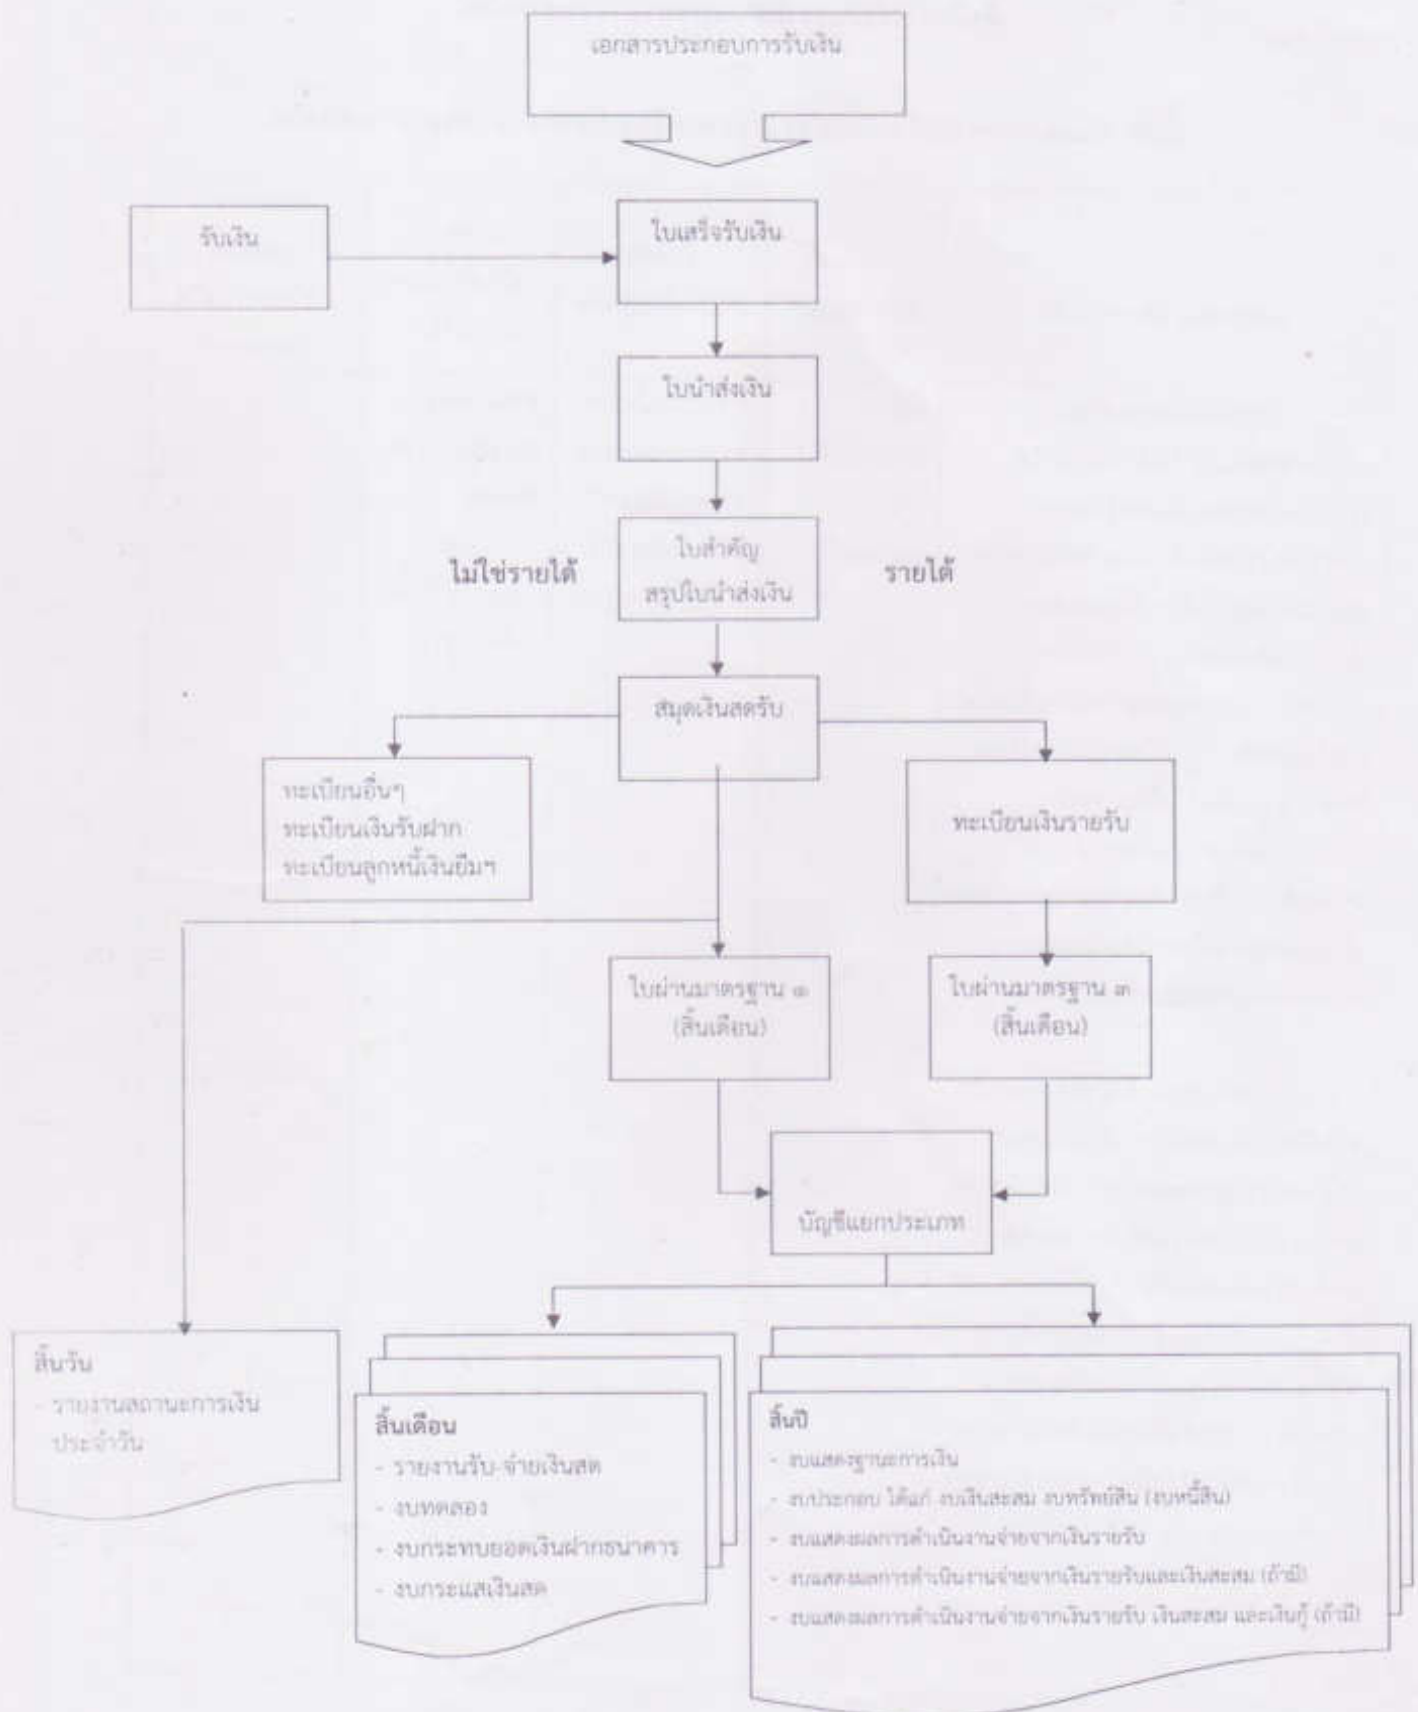 เอกสารประกอบการรับเงิน
รับเงิน
ใบเสร็จรับเงิน
ใบนำส่งเงิน
ไม่ใช่รายได้
ใบสำคัญ
สรุปใบนำส่งเงิน
รายได้
สมุดเงินสดรับ
ทะเบียนอื่นๆ
ทะเบียนเงินรับฝาก
ทะเบียนลูกหนี้เงินยืมฯ
ทะเบียนเงินรายรับ
ใบผ่านมาตรฐาน ๑
(สิ้นเดือน)
ใบผ่านมาตรฐาน ๓
(สิ้นเดือน)
บัญชีแยกประเภท
สิ้นวัน
- รายงานสถานะการเงิน
ประจำวัน
สิ้นเดือน
- รายงานรับ-จ่ายเงินสด
- งบทดลอง
- งบกระทบยอดเงินฝากธนาคาร
- งบกระแสเงินสด
สิ้นปี
- งบแสดงฐานะการเงิน
- งบประกอบ ได้แก่ งบเงินสะสม งบทรัพย์สิน (งบหนี้สิน)
- งบแสดงผลการดำเนินงานจ่ายจากเงินรายรับ
- งบแสดงผลการดำเนินงานจ่ายจากเงินรายรับและเงินสะสม (ถ้ามี)
- งบแสดงผลการดำเนินงานจ่ายจากเงินรายรับ เงินสะสม และเงินกู้ (ถ้ามี)